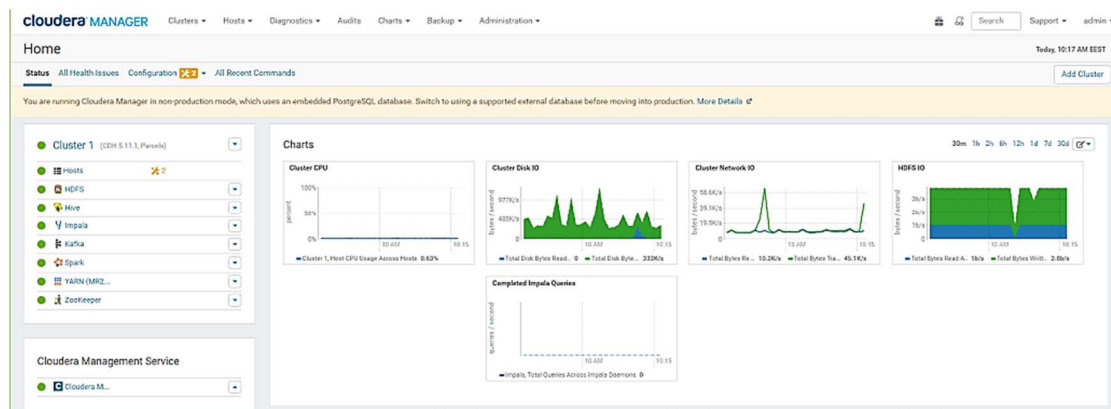 cloudera MANAGER Clusters Hosts Diagnostics Audits Charts Backup Administration Search Support admin
Home Today, 10:17 AM EEST
Status All Health Issues Configuration 2 All Recent Commands Add Cluster
You are running Cloudera Manager in non-production mode, which uses an embedded PostgreSQL database. Switch to using a supported external database before moving into production. More Details
Cluster 1 (CDH 5.11.1, Parcels)
Hosts 2
HDFS
Hive
Impala
Kafka
Spark
YARN (MR2...
ZooKeeper
Cloudera Management Service
Cloudera M...
Charts 30m 1h 2h 6h 12h 1d 7d 30d
Cluster CPU
percent
100%
50%
0%
10 AM 10:15
Cluster 1, Host CPU Usage Across Hosts 0.63%
Cluster Disk IO
bytes / second
977K/s
488K/s
0
10 AM 10:15
Total Disk Bytes Read... 0 Total Disk Byte... 333K/s
Cluster Network IO
bytes / second
58.6K/s
39.1K/s
19.5K/s
0
10 AM 10:15
Total Bytes Re... 10.2K/s Total Bytes Tra... 45.1K/s
HDFS IO
bytes / second
2b/s
1b/s
0
10 AM 10:15
Total Bytes Read A... 1b/s Total Bytes Writt... 2.8b/s
Completed Impala Queries
queries / second
10 AM 10:15
Impala, Total Queries Across Impala Daemons 0